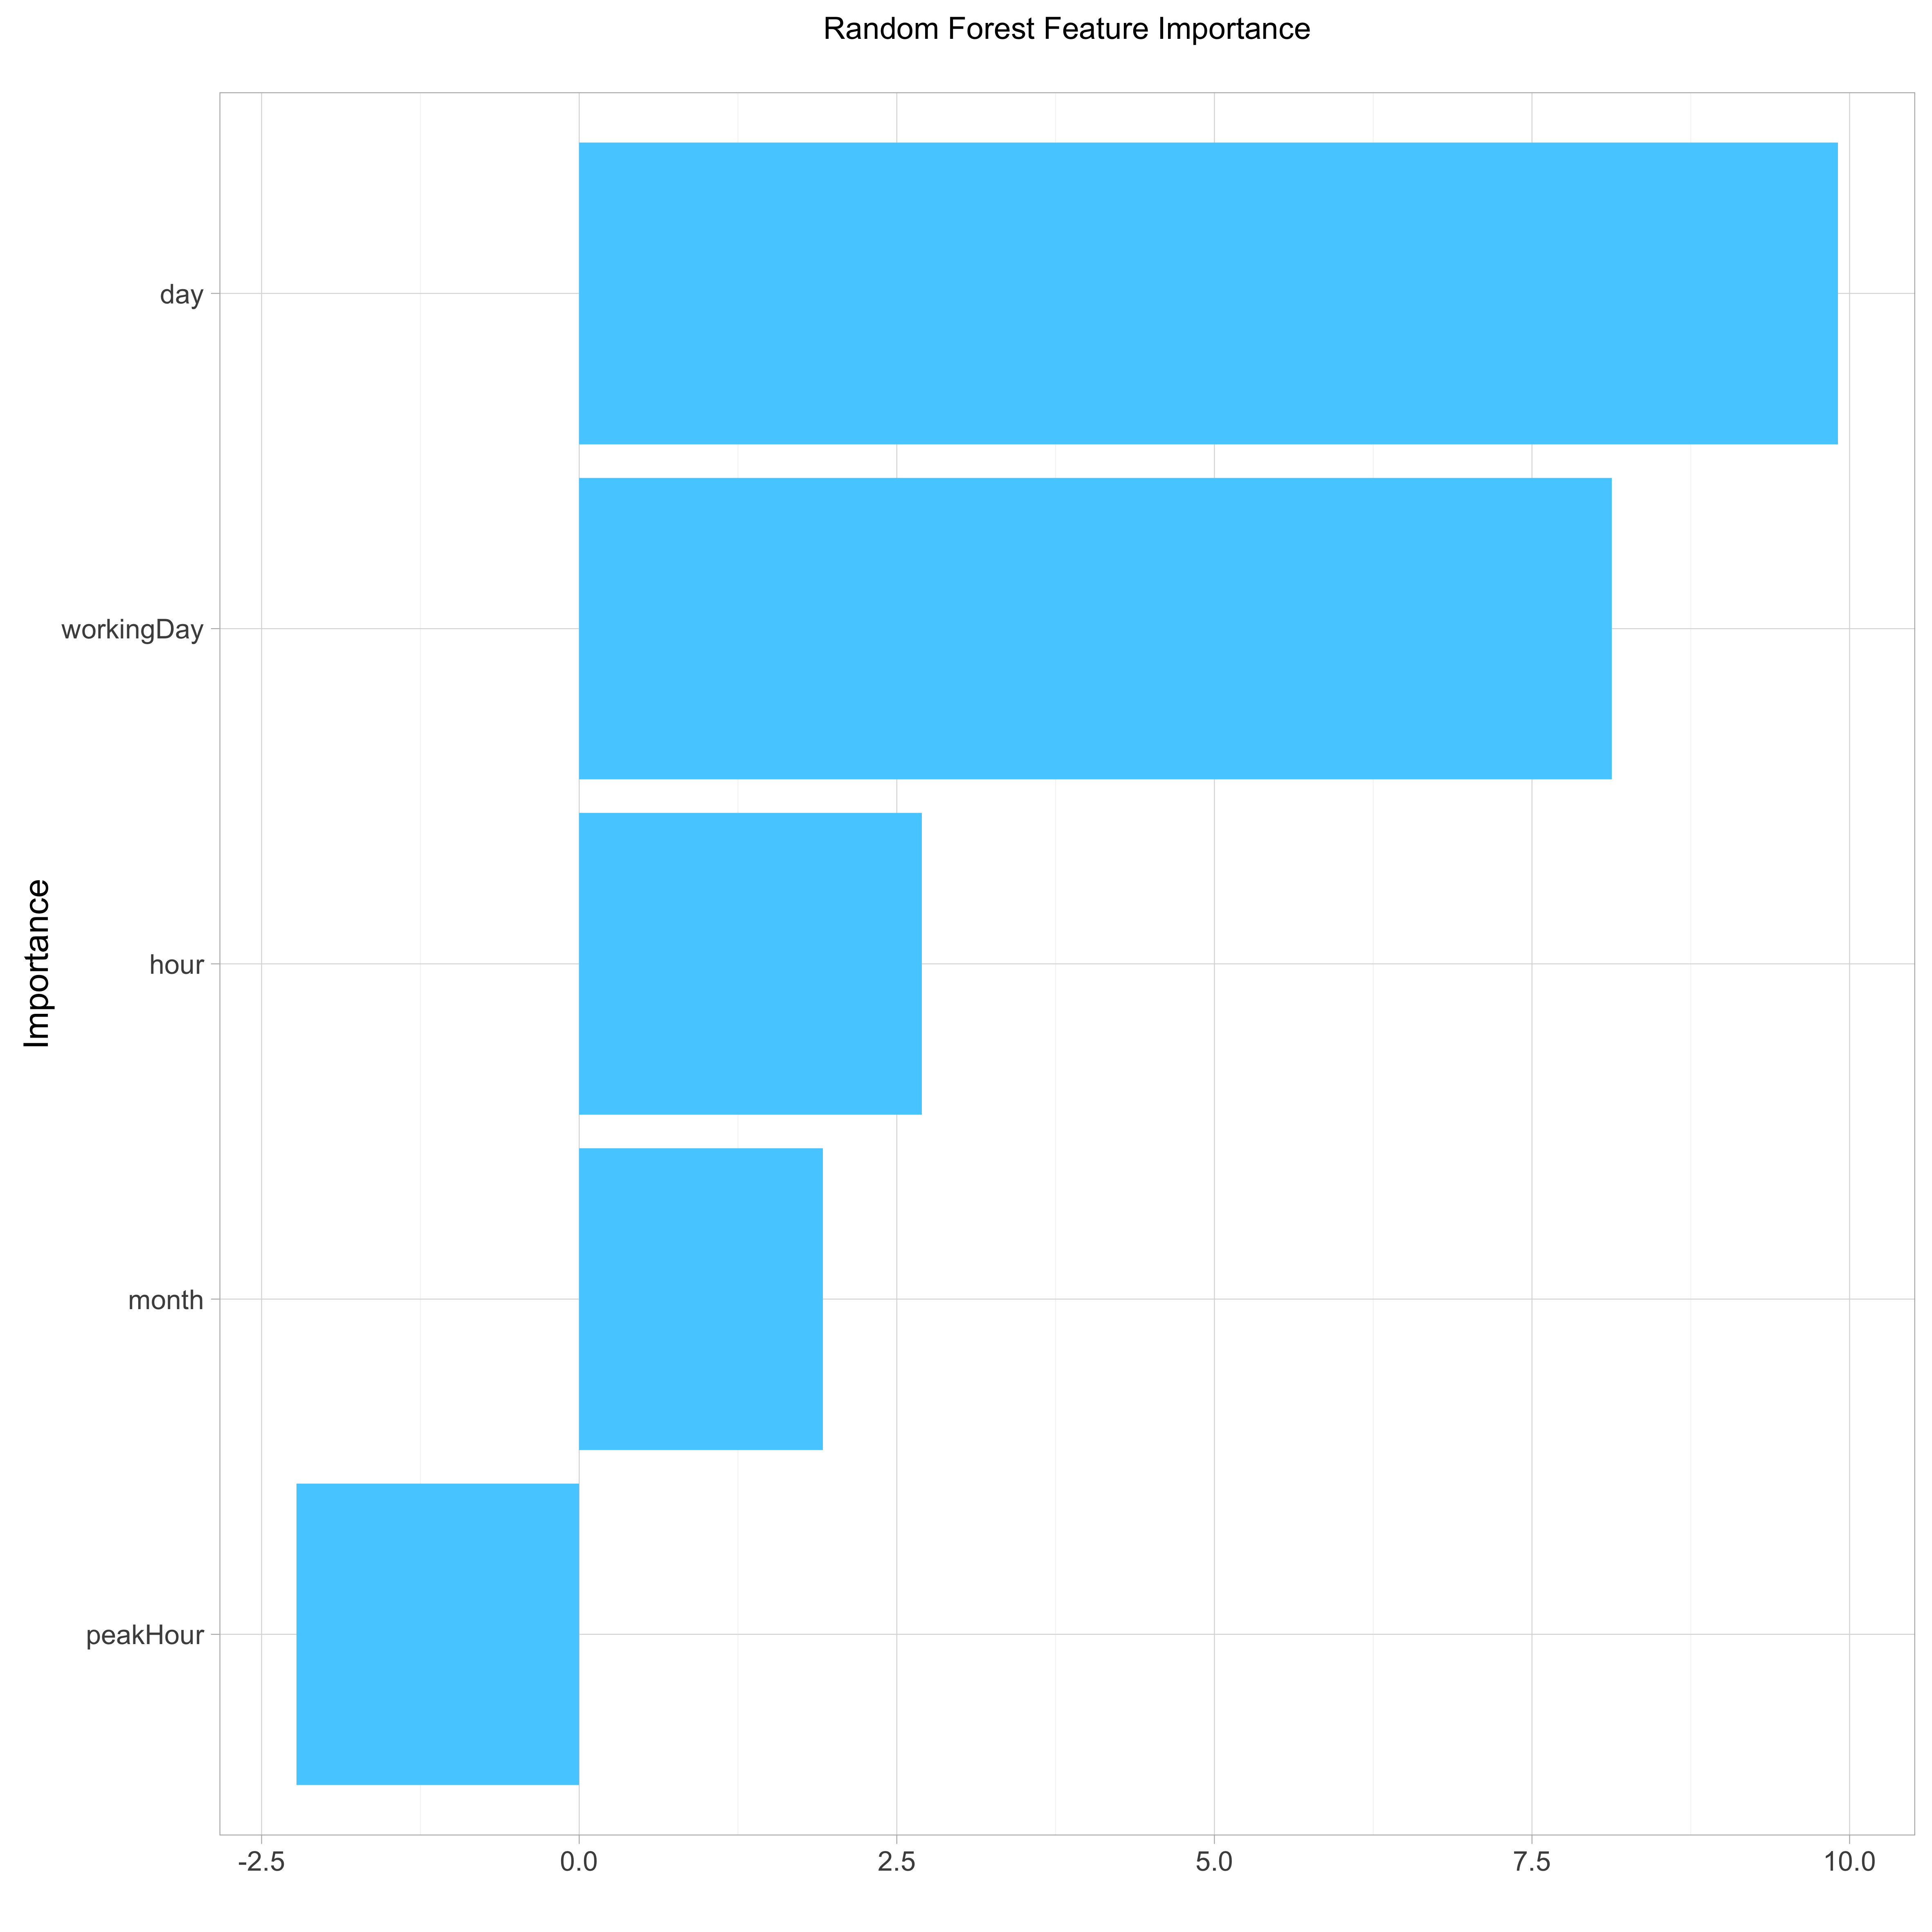 Random Forest Feature Importance
Importance
day
workingDay
hour
month
peakHour
-2.5
0.0
2.5
5.0
7.5
10.0